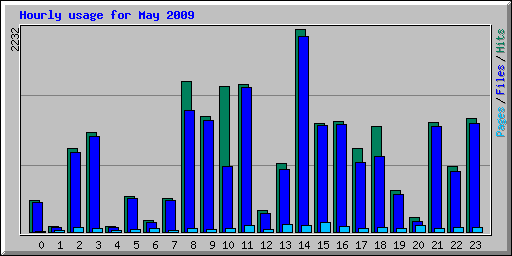 Hourly usage for May 2009
2232
Pages/Files/Hits
0 1 2 3 4 5 6 7 8 9 10 11 12 13 14 15 16 17 18 19 20 21 22 23